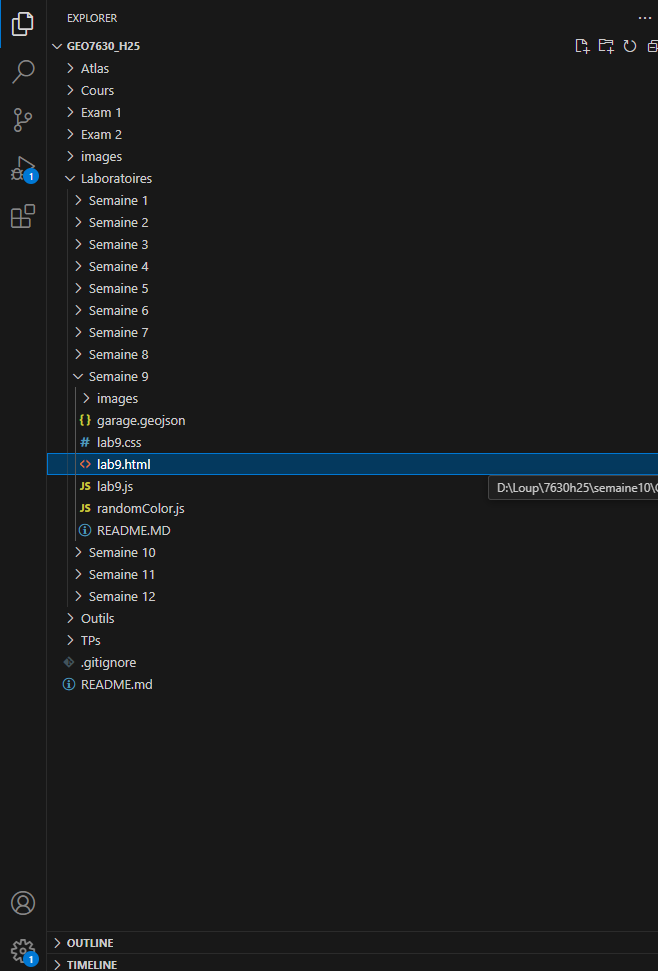 EXPLORER
GEO7630_H25
Atlas
Cours
Exam 1
Exam 2
images
Laboratoires
Semaine 1
Semaine 2
Semaine 3
Semaine 4
Semaine 5
Semaine 6
Semaine 7
Semaine 8
Semaine 9
images
{} garage.geojson
# lab9.css
<> lab9.html
JS lab9.js
D:\Loup\7630h25\semaine10\
JS randomColor.js
README.MD
Semaine 10
Semaine 11
Semaine 12
Outils
TPs
.gitignore
README.md
1
1
OUTLINE
TIMELINE